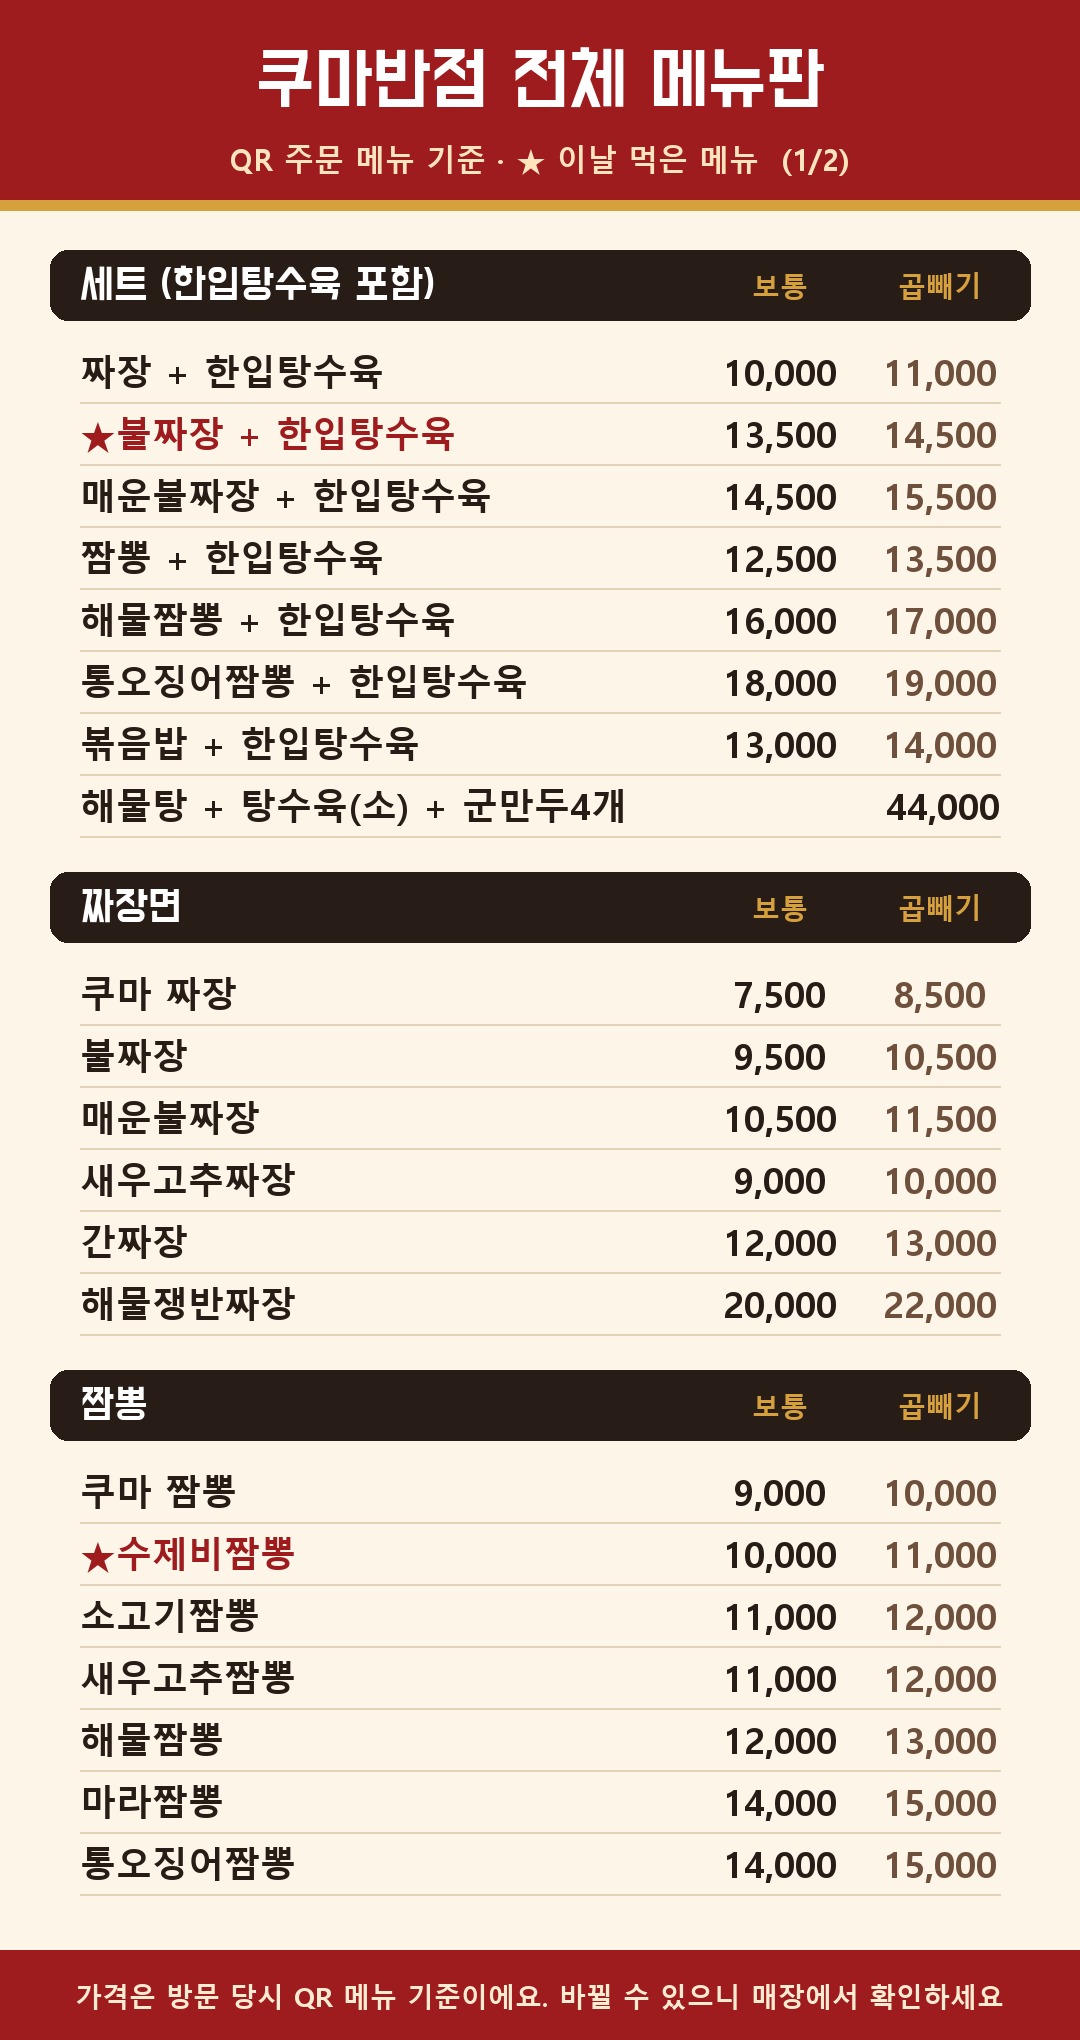 쿠마반점 전체 메뉴판
QR 주문 메뉴 기준 · ★ 이날 먹은 메뉴 (1/2)
세트 (한입탕수육 포함) 보통 곱빼기
짜장 + 한입탕수육 10,000 11,000
★불짜장 + 한입탕수육 13,500 14,500
매운불짜장 + 한입탕수육 14,500 15,500
짬뽕 + 한입탕수육 12,500 13,500
해물짬뽕 + 한입탕수육 16,000 17,000
통오징어짬뽕 + 한입탕수육 18,000 19,000
볶음밥 + 한입탕수육 13,000 14,000
해물탕 + 탕수육(소) + 군만두4개 44,000
짜장면 보통 곱빼기
쿠마 짜장 7,500 8,500
불짜장 9,500 10,500
매운불짜장 10,500 11,500
새우고추짜장 9,000 10,000
간짜장 12,000 13,000
해물쟁반짜장 20,000 22,000
짬뽕 보통 곱빼기
쿠마 짬뽕 9,000 10,000
★수제비짬뽕 10,000 11,000
소고기짬뽕 11,000 12,000
새우고추짬뽕 11,000 12,000
해물짬뽕 12,000 13,000
마라짬뽕 14,000 15,000
통오징어짬뽕 14,000 15,000
가격은 방문 당시 QR 메뉴 기준이에요. 바뀔 수 있으니 매장에서 확인하세요